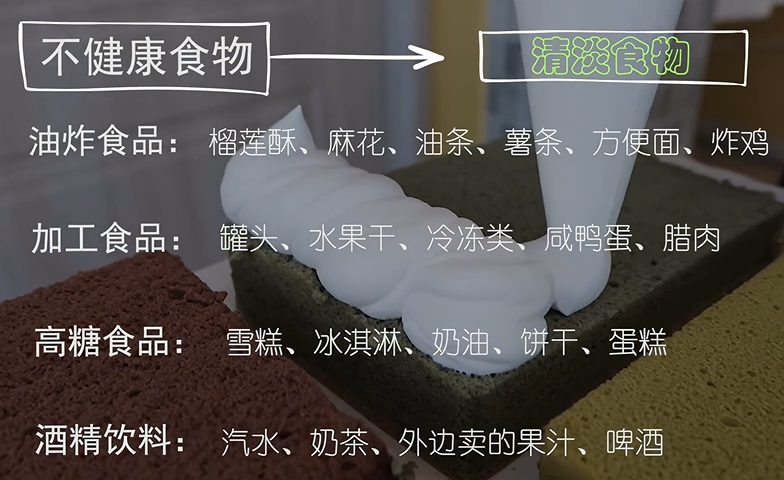 不健康食物 清淡食物
油炸食品：榴莲酥、麻花、油条、薯条、方便面、炸鸡
加工食品：罐头、水果干、冷冻类、咸鸭蛋、腊肉
高糖食品：雪糕、冰淇淋、奶油、饼干、蛋糕
酒精饮料：汽水、奶茶、外边卖的果汁、啤酒